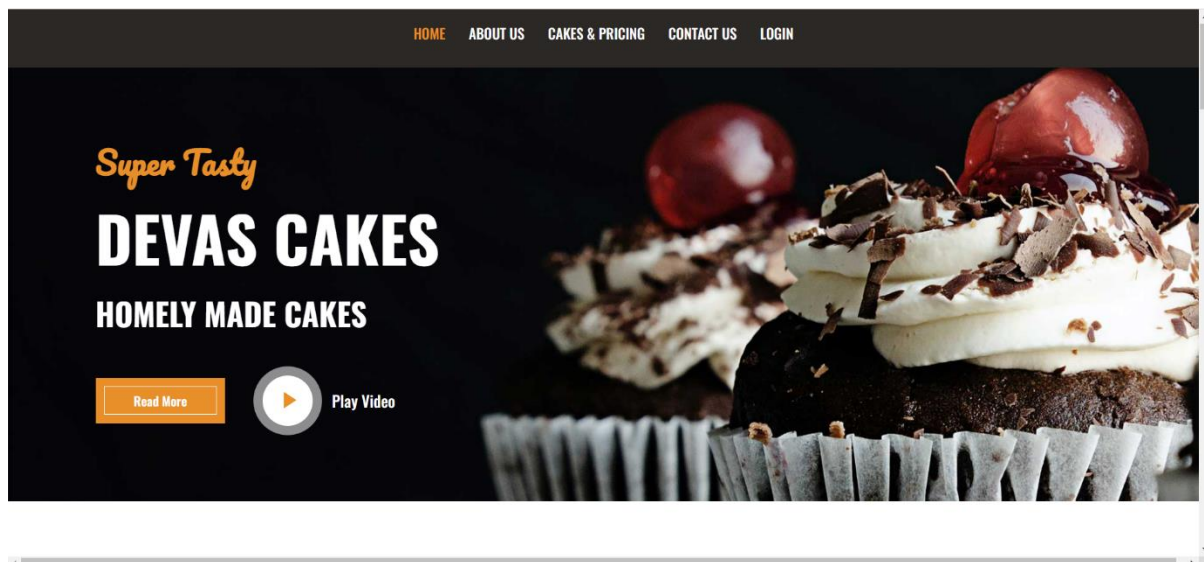 HOME ABOUT US CAKES & PRICING CONTACT US LOGIN
Super Tasty
DEVAS CAKES
HOMELY MADE CAKES
Read More Play Video